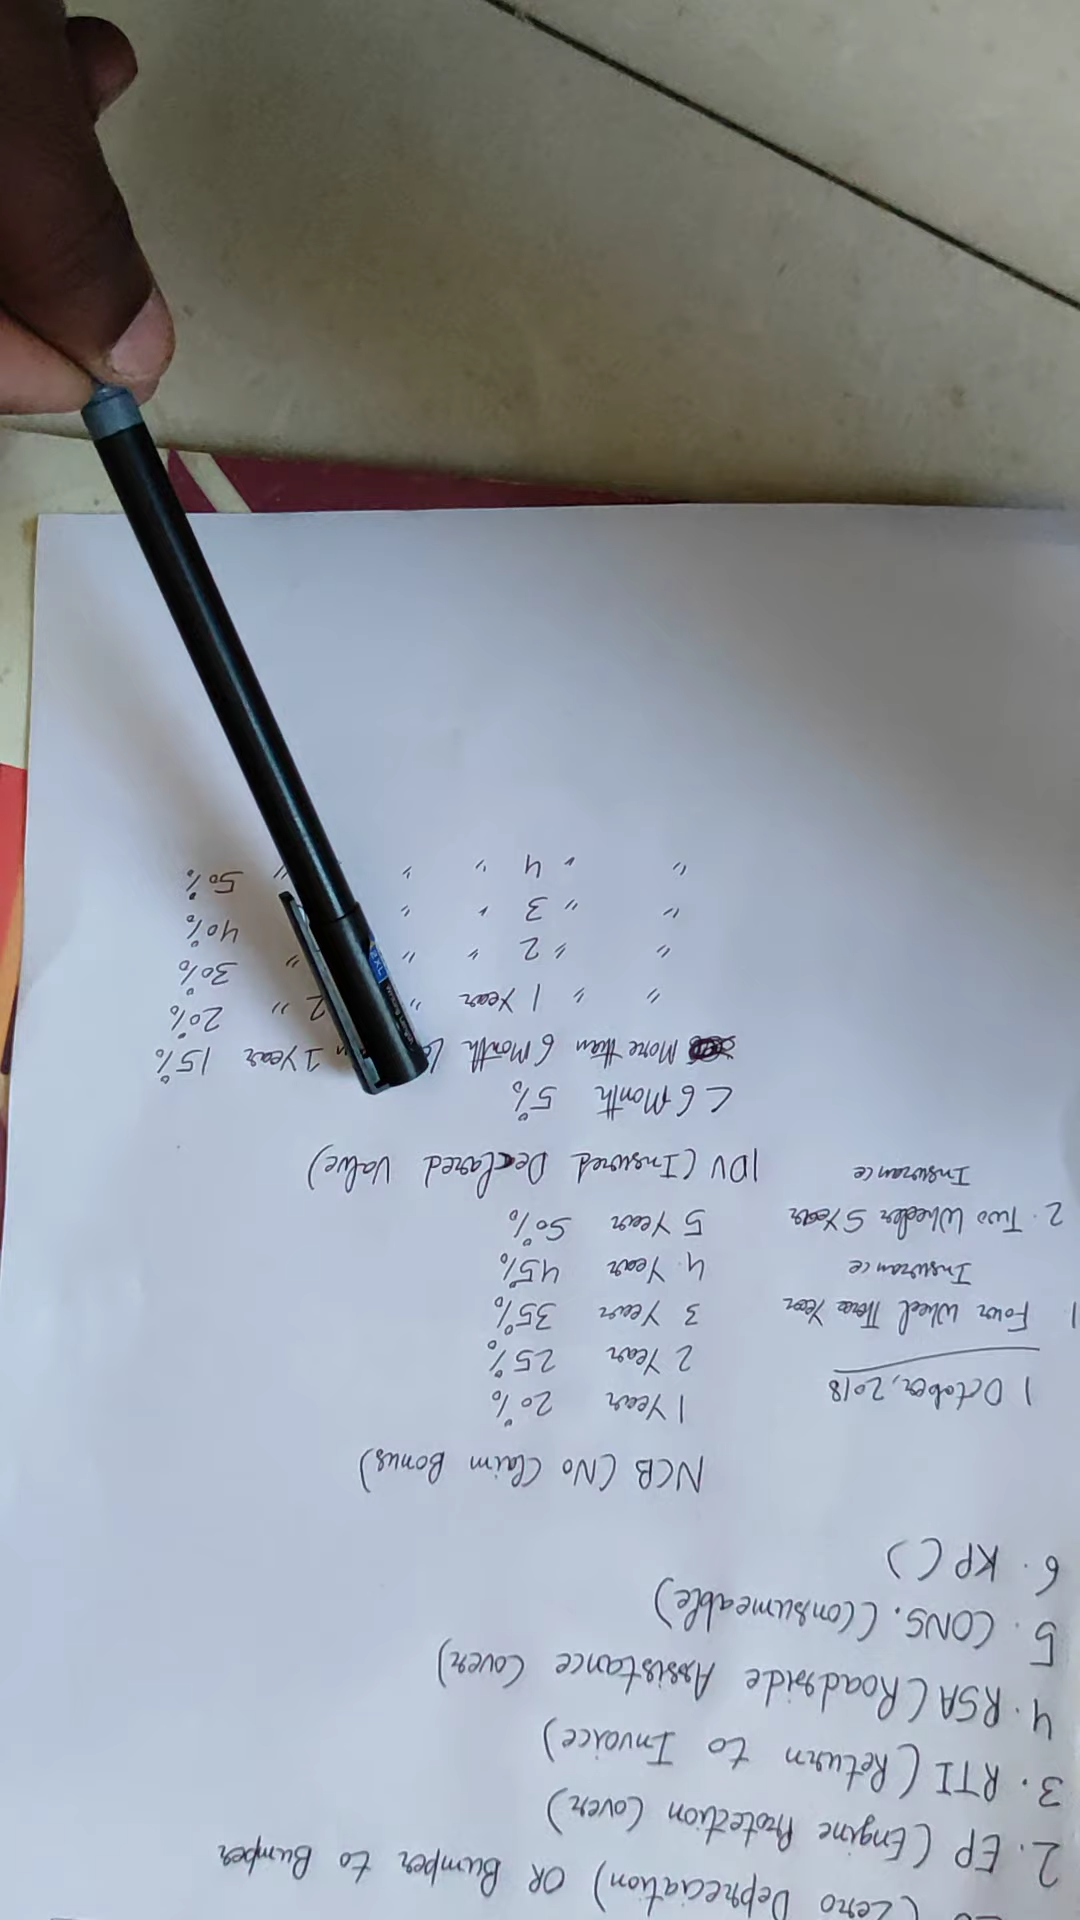 (Zero Depreciation) OR Bumper to Bumper
2. EP (Engine Protection Cover)
3. RTI (Return to Invoice)
4. RSA (Roadside Assistance Cover)
5. CONS. (Consumeable)
6. KP ( )
NCB (No Claim Bonus)
1 Year 20%
2 Year 25%
3 Year 35%
4 Year 45%
5 Year 50%
1 October, 2018
1 Four Wheel Three Year
Insurance
2. Two Wheeler 5 Year
Insurance
IDV (Insured Declared Value)
< 6 Month 5%
More than 6 Month 1 Year 15%
" " 1 Year " 2 " 20%
" " 2 " " " 30%
" " 3 " " 40%
" " 4 " " " 50%